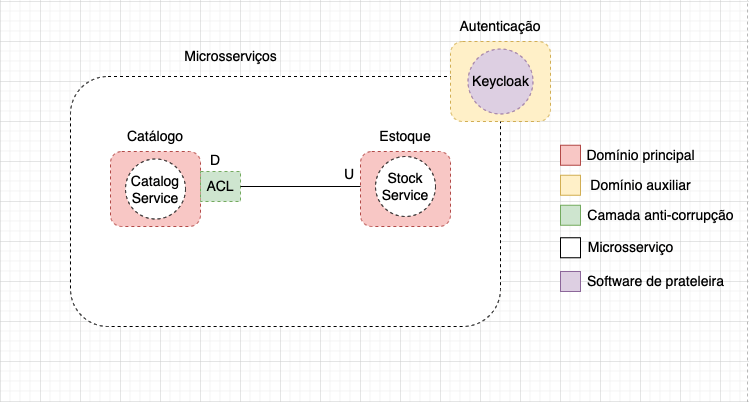 Autenticação
Microsserviços
Keycloak
Catálogo
Estoque
D
U
Catalog
Service
ACL
Stock
Service
Domínio principal
Domínio auxiliar
Camada anti-corrupção
Microsserviço
Software de prateleira